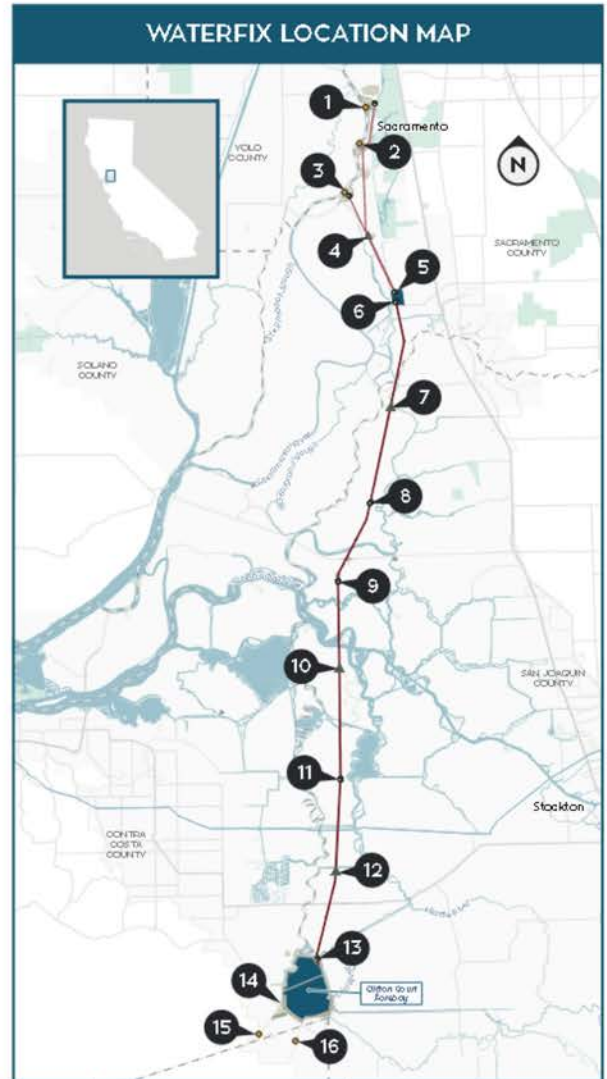 WATERFIX LOCATION MAP
1
Sacramento
YOLO
COUNTY
2
N
3
4
SACRAMENTO
COUNTY
5
6
SOLANO
COUNTY
7
8
9
10
SAN JOAQUIN
COUNTY
11
Stockton
CONTRA
COSTA
COUNTY
12
13
14
Clifton Court
Forebay
15
16